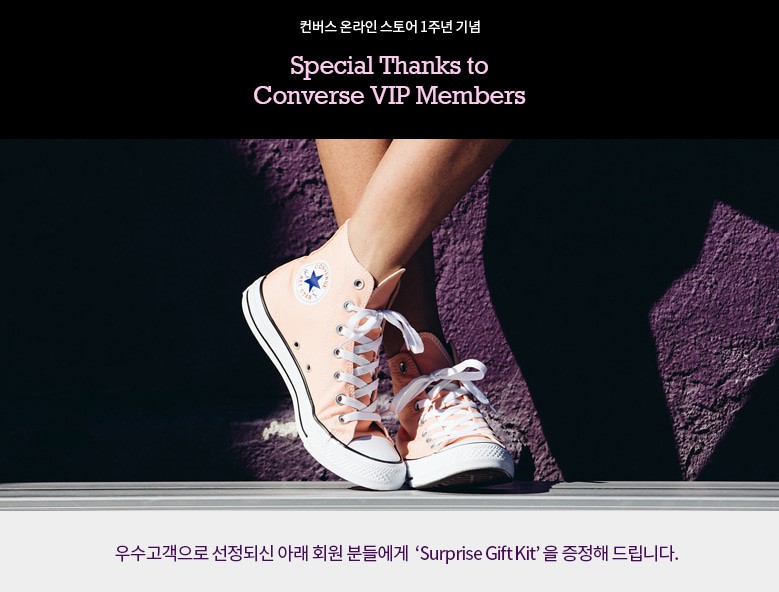 컨버스 온라인 스토어 1주년 기념
Special Thanks to
Converse VIP Members
우수고객으로 선정되신 아래 회원 분들에게 ‘Surprise Gift Kit’ 을 증정해 드립니다.